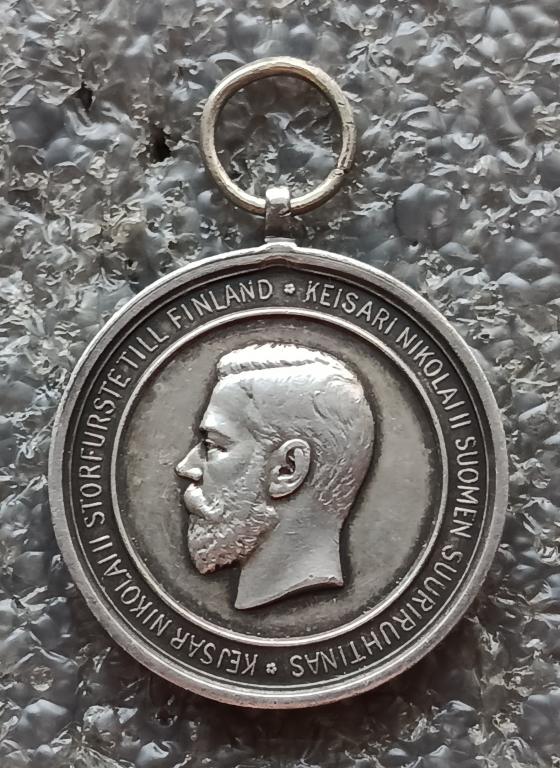 KEISARI NIKOLAI II SUOMEN SUURIRUHTINAS
KEJSAR NIKOLAI II STORFURSTE TILL FINLAND